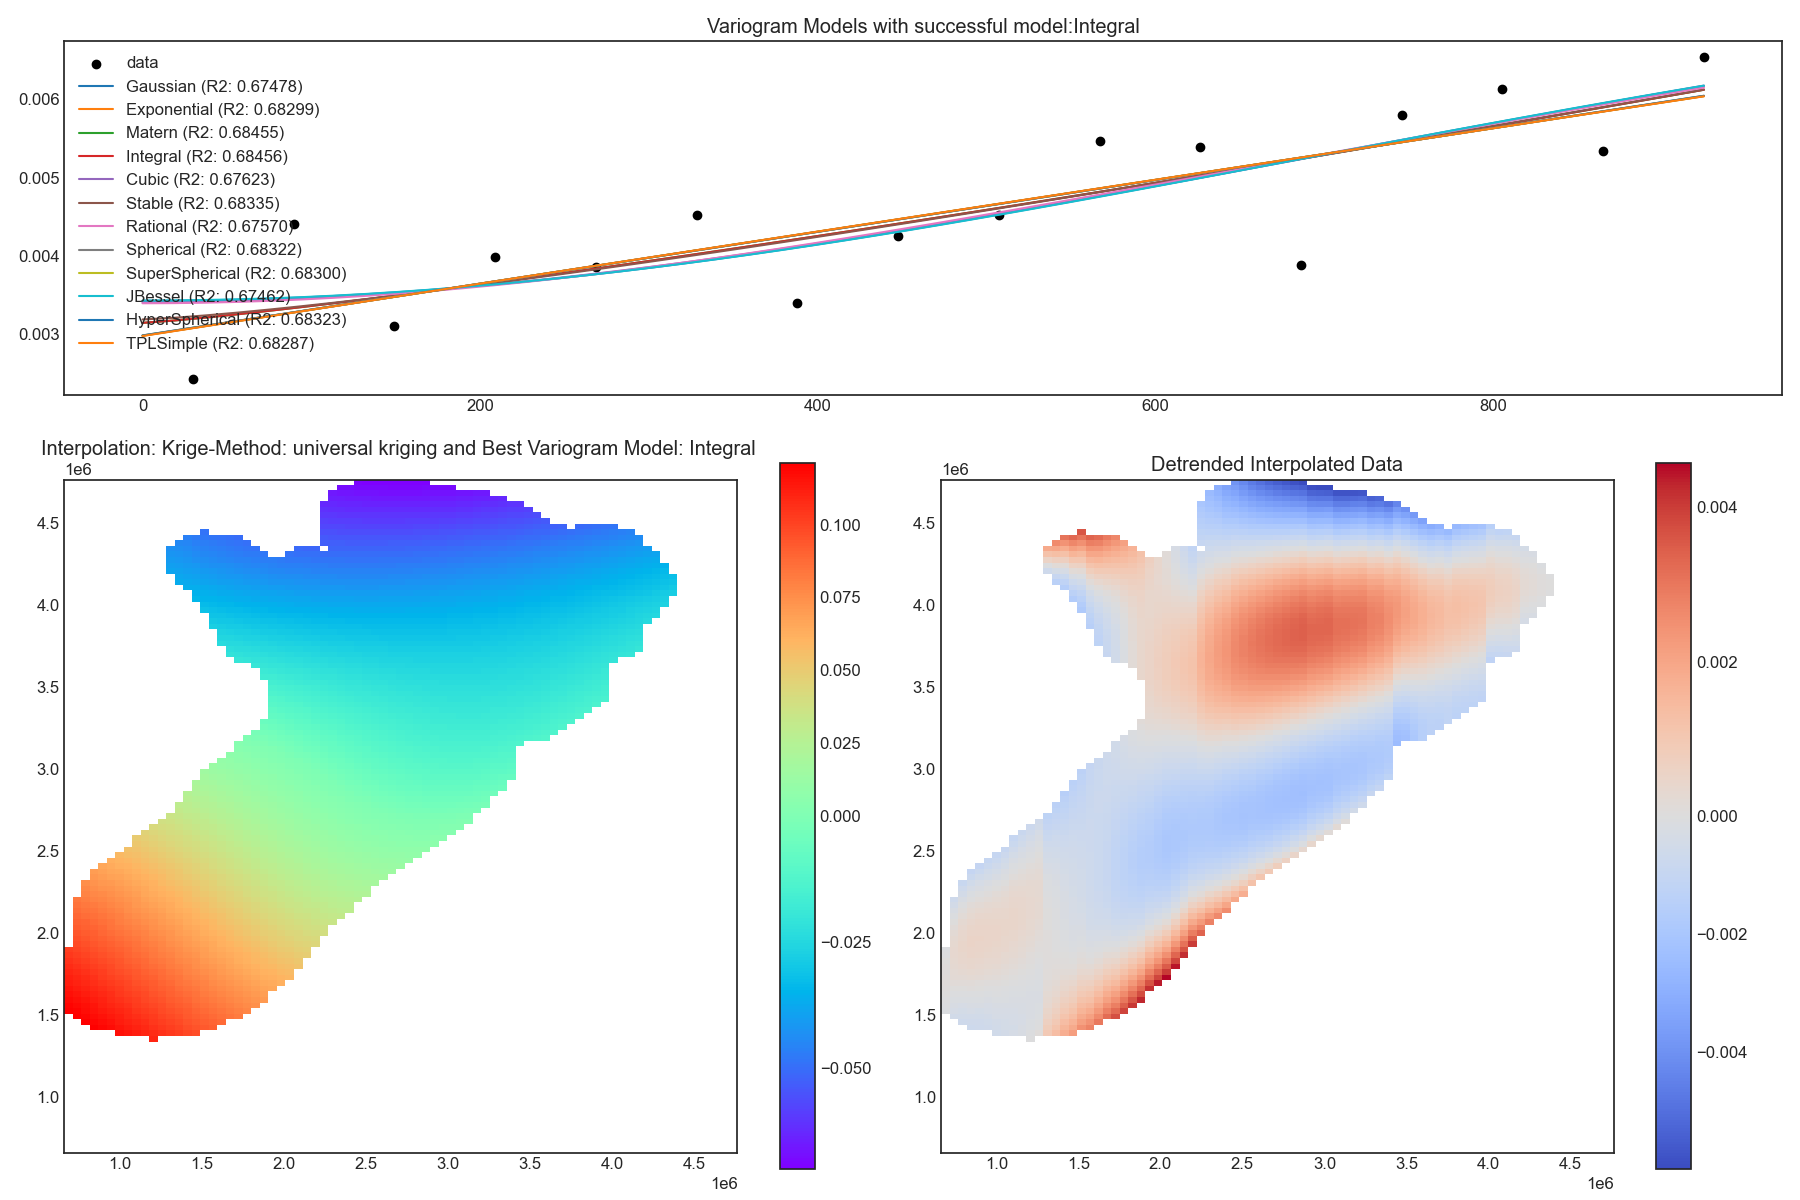 Variogram Models with successful model:Integral
data
Gaussian (R2: 0.67478)
Exponential (R2: 0.68299)
Matern (R2: 0.68455)
Integral (R2: 0.68456)
Cubic (R2: 0.67623)
Stable (R2: 0.68335)
Rational (R2: 0.67570)
Spherical (R2: 0.68322)
SuperSpherical (R2: 0.68300)
JBessel (R2: 0.67462)
HyperSpherical (R2: 0.68323)
TPLSimple (R2: 0.68287)
0.006
0.005
0.004
0.003
0 200 400 600 800
Interpolation: Krige-Method: universal kriging and Best Variogram Model: Integral
1e6
4.5
4.0
3.5
3.0
2.5
2.0
1.5
1.0
1.0 1.5 2.0 2.5 3.0 3.5 4.0 4.5
1e6
0.100
0.075
0.050
0.025
0.000
−0.025
−0.050
Detrended Interpolated Data
1e6
4.5
4.0
3.5
3.0
2.5
2.0
1.5
1.0
1.0 1.5 2.0 2.5 3.0 3.5 4.0 4.5
1e6
0.004
0.002
0.000
−0.002
−0.004